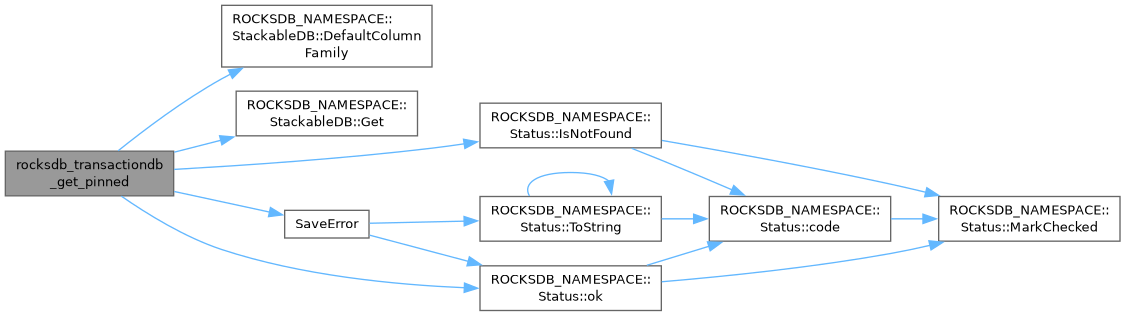 rocksdb_transactiondb
_get_pinned
ROCKSDB_NAMESPACE::
StackableDB::DefaultColumn
Family
ROCKSDB_NAMESPACE::
StackableDB::Get
ROCKSDB_NAMESPACE::
Status::IsNotFound
SaveError
ROCKSDB_NAMESPACE::
Status::ToString
ROCKSDB_NAMESPACE::
Status::ok
ROCKSDB_NAMESPACE::
Status::code
ROCKSDB_NAMESPACE::
Status::MarkChecked